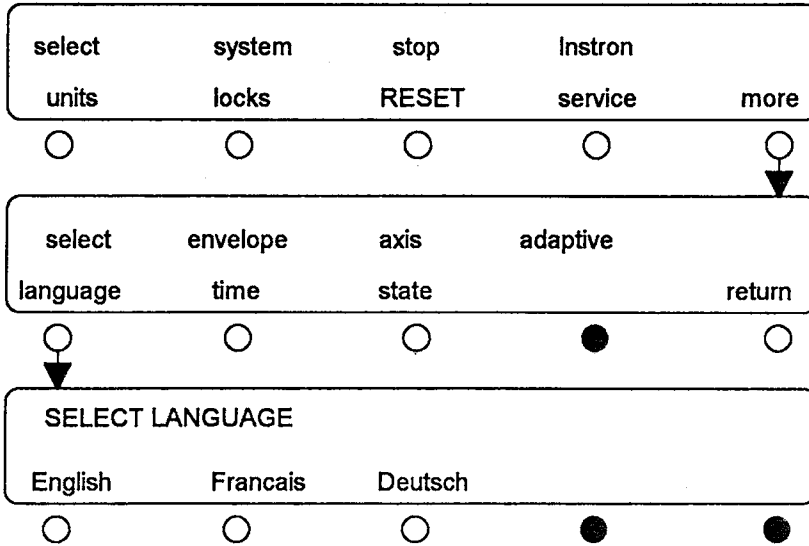 select system stop Instron
units locks RESET service more
select envelope axis adaptive
language time state return
SELECT LANGUAGE
English Francais Deutsch